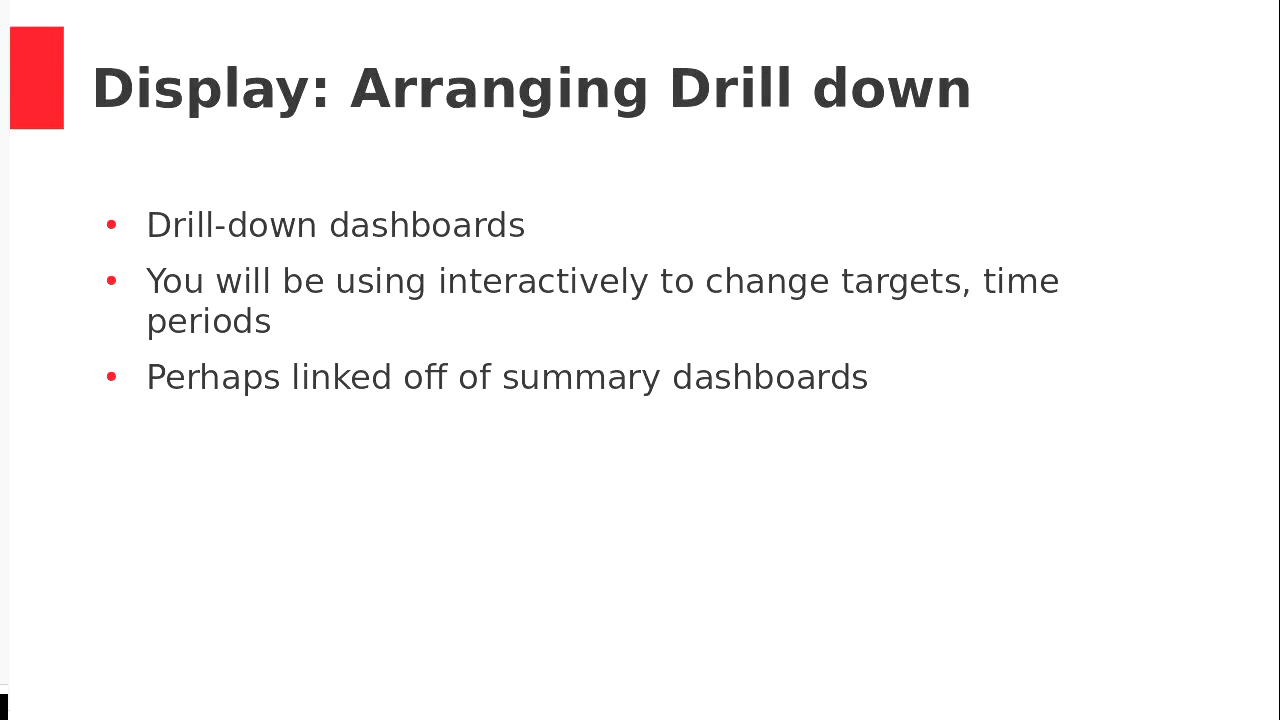 Display: Arranging Drill down
• Drill-down dashboards
• You will be using interactively to change targets, time
periods
• Perhaps linked off of summary dashboards